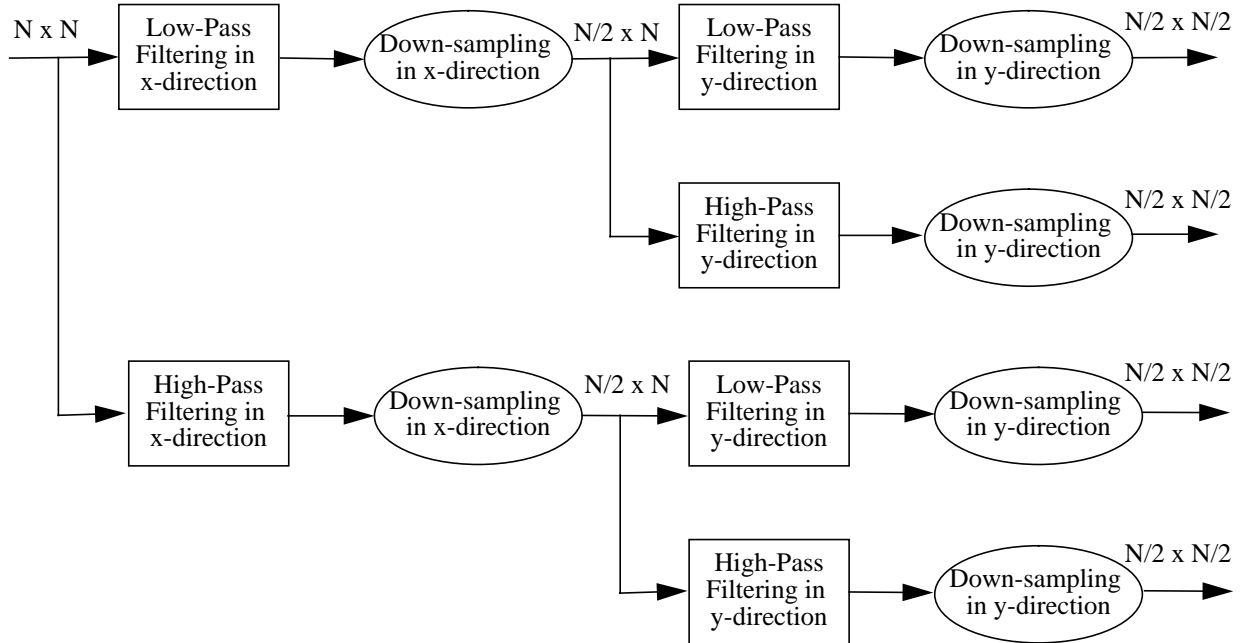 N x N
Low-Pass
Filtering in
x-direction
Down-sampling
in x-direction
N/2 x N
Low-Pass
Filtering in
y-direction
Down-sampling
in y-direction
N/2 x N/2
High-Pass
Filtering in
y-direction
Down-sampling
in y-direction
N/2 x N/2
High-Pass
Filtering in
x-direction
Down-sampling
in x-direction
N/2 x N
Low-Pass
Filtering in
y-direction
Down-sampling
in y-direction
N/2 x N/2
High-Pass
Filtering in
y-direction
Down-sampling
in y-direction
N/2 x N/2